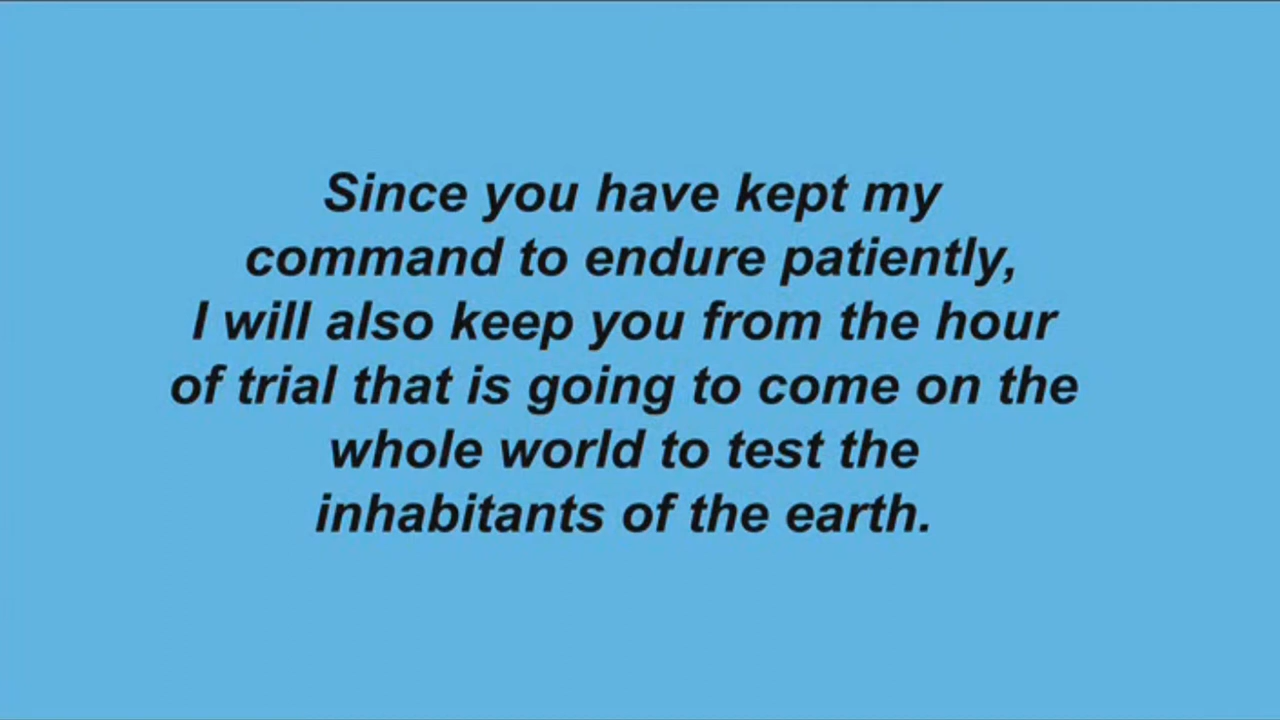 Since you have kept my
command to endure patiently,
I will also keep you from the hour
of trial that is going to come on the
whole world to test the
inhabitants of the earth.